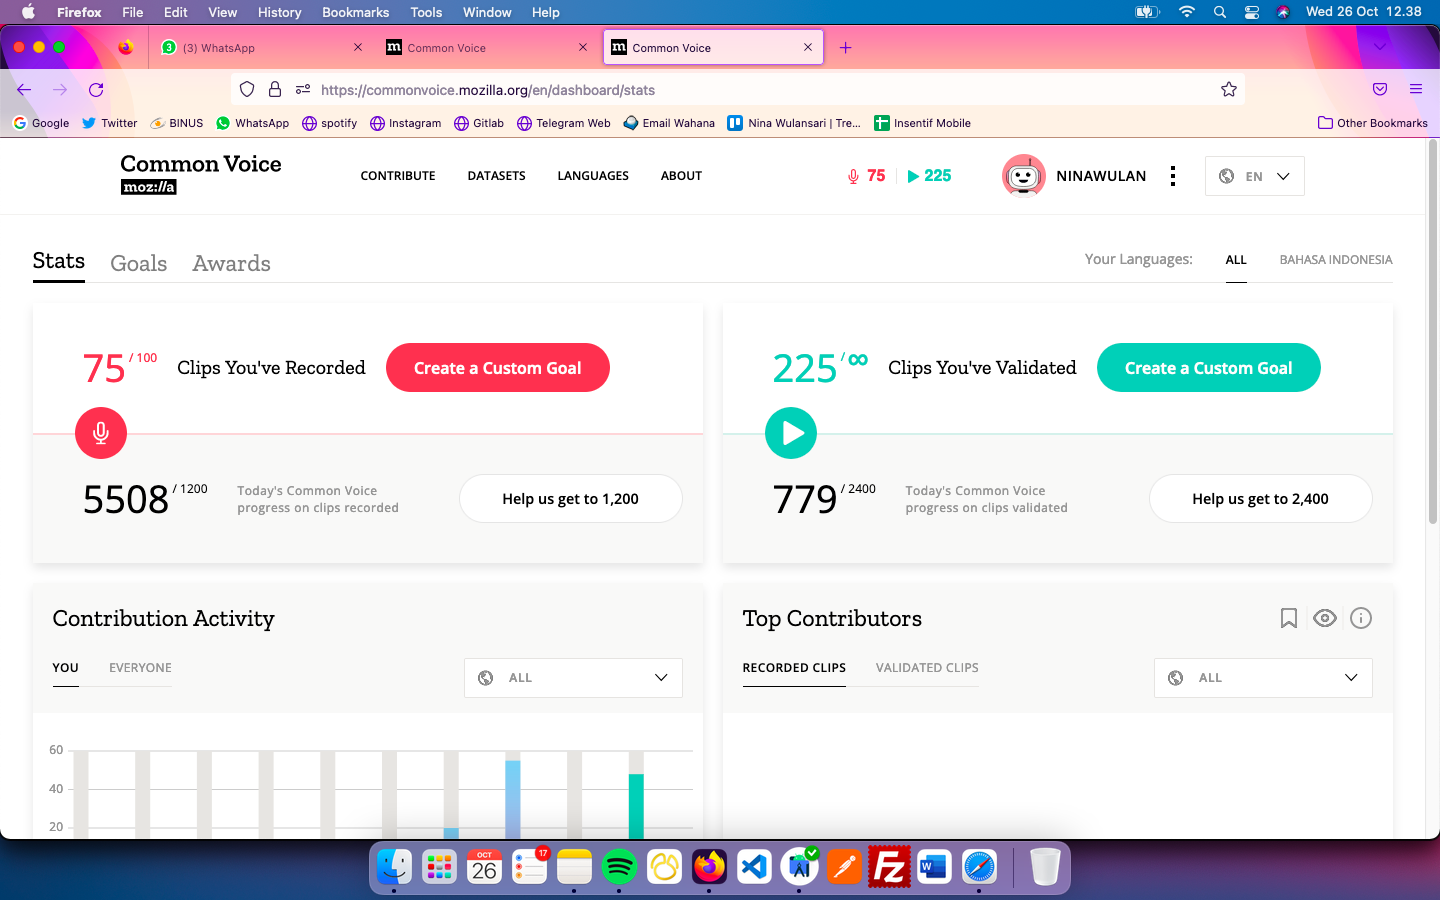 Firefox File Edit View History Bookmarks Tools Window Help Wed 26 Oct 12.38
3 (3) WhatsApp m Common Voice m Common Voice
https://commonvoice.mozilla.org/en/dashboard/stats
Google Twitter BINUS WhatsApp spotify Instagram Gitlab Telegram Web Email Wahana Nina Wulansari | Tre... Insentif Mobile Other Bookmarks
Common Voice
moz://a
CONTRIBUTE DATASETS LANGUAGES ABOUT 75 225 NINAWULAN EN
Stats Goals Awards Your Languages: ALL BAHASA INDONESIA
75 / 100 Clips You've Recorded Create a Custom Goal
225 / ∞ Clips You've Validated Create a Custom Goal
5508 / 1200 Today's Common Voice
progress on clips recorded
Help us get to 1,200
779 / 2400 Today's Common Voice
progress on clips validated
Help us get to 2,400
Contribution Activity
YOU EVERYONE ALL
60
40
20
Top Contributors
RECORDED CLIPS VALIDATED CLIPS ALL
OCT
26
17
FZ
W